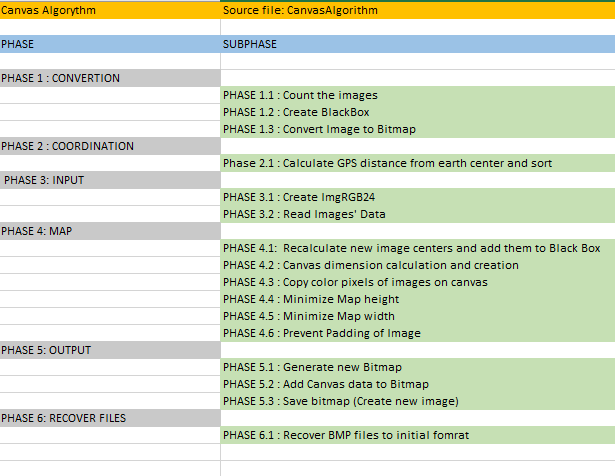 Canvas Algorythm Source file: CanvasAlgorithm
PHASE SUBPHASE
PHASE 1 : CONVERTION
PHASE 1.1 : Count the images
PHASE 1.2 : Create BlackBox
PHASE 1.3 : Convert Image to Bitmap
PHASE 2 : COORDINATION
Phase 2.1 : Calculate GPS distance from earth center and sort
PHASE 3: INPUT
PHASE 3.1 : Create ImgRGB24
PHASE 3.2 : Read Images' Data
PHASE 4: MAP
PHASE 4.1: Recalculate new image centers and add them to Black Box
PHASE 4.2 : Canvas dimension calculation and creation
PHASE 4.3 : Copy color pixels of images on canvas
PHASE 4.4 : Minimize Map height
PHASE 4.5 : Minimize Map width
PHASE 4.6 : Prevent Padding of Image
PHASE 5: OUTPUT
PHASE 5.1 : Generate new Bitmap
PHASE 5.2 : Add Canvas data to Bitmap
PHASE 5.3 : Save bitmap (Create new image)
PHASE 6: RECOVER FILES
PHASE 6.1 : Recover BMP files to initial fomrat